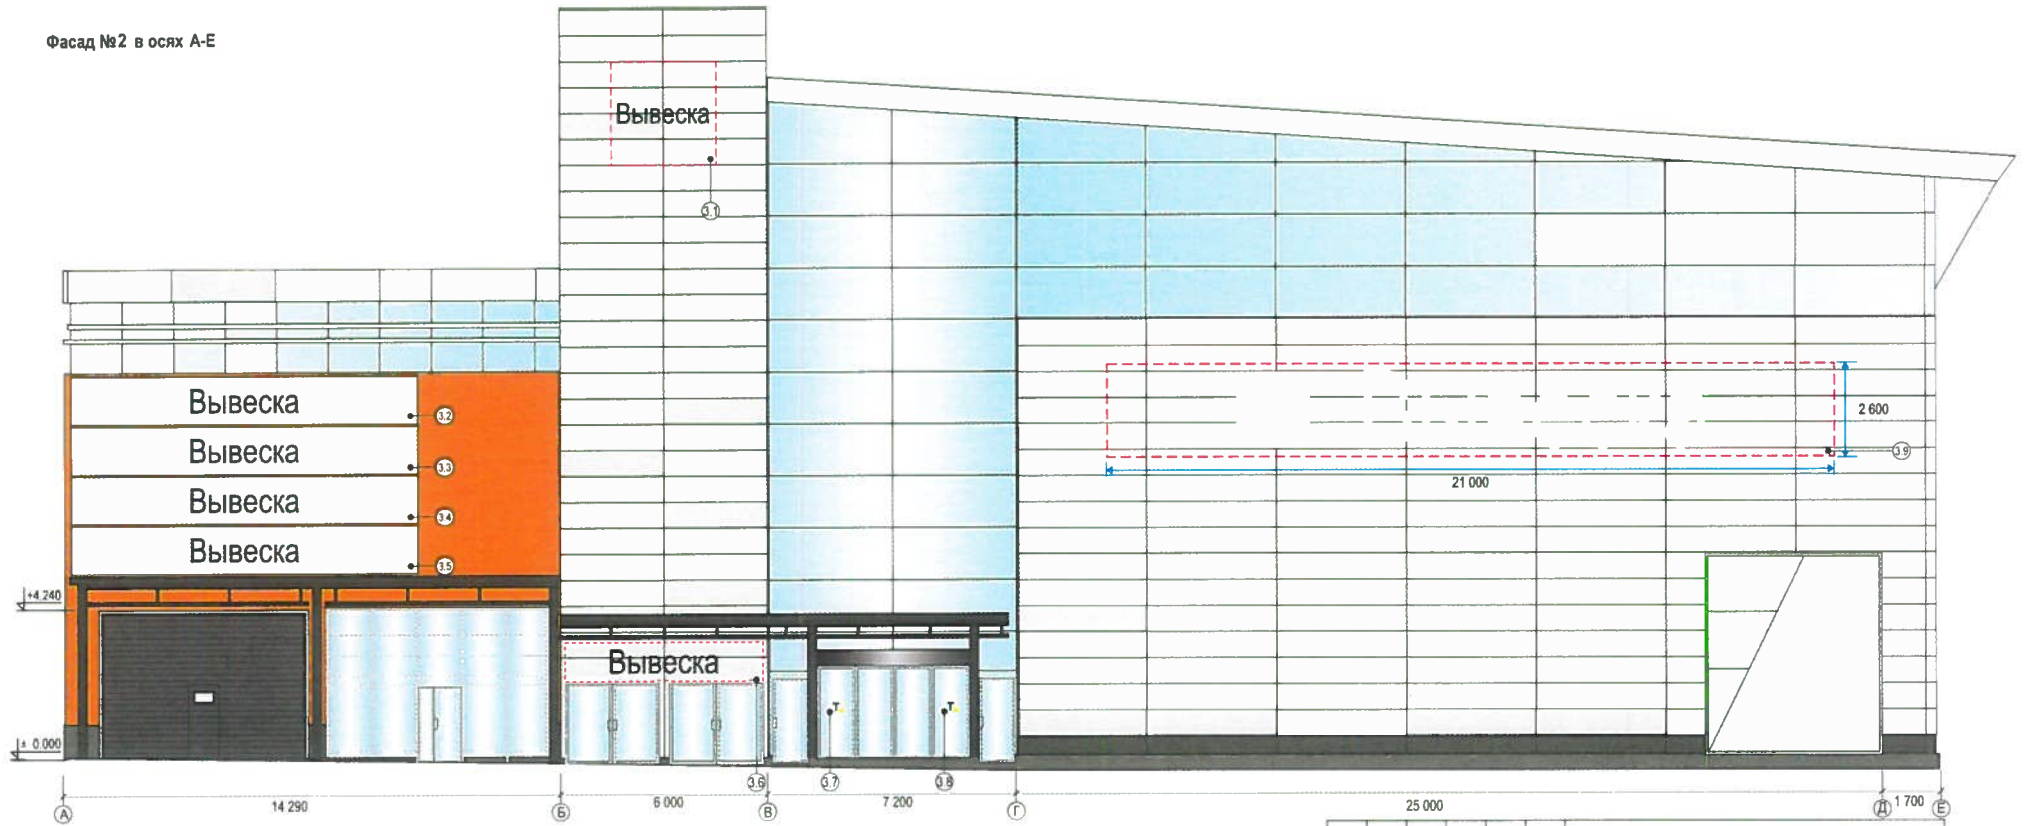 Фасад №2 в осях А-Е
Вывеска
3.1
Вывеска
3.2
Вывеска
3.3
Вывеска
3.4
Вывеска
3.5
2 600
3.9
21 000
+4.240
Вывеска
Т.
Т.
± 0.000
3.6
3.7
3.8
14 290
6 000
7 200
25 000
1 700
А
Б
В
Г
Д
Е